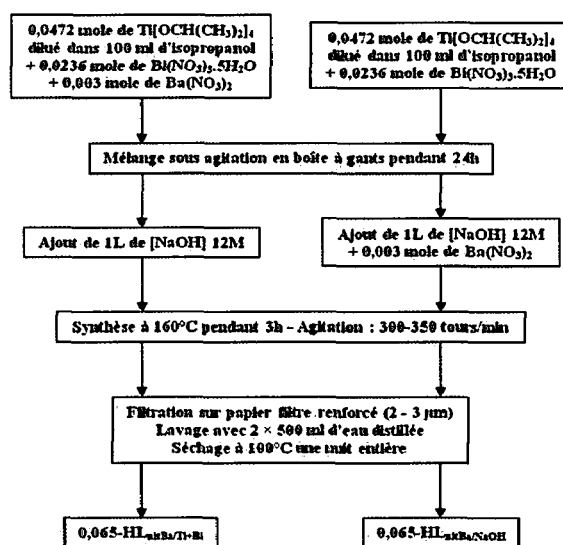 0,0472 mole de Ti[OCH(CH₃)₂]₄
dilué dans 100 ml d'isopropanol
+ 0,0236 mole de Bi(NO₃)₃.5H₂O
+ 0,003 mole de Ba(NO₃)₂
0,0472 mole de Ti[OCH(CH₃)₂]₄
dilué dans 100 ml d'isopropanol
+ 0,0236 mole de Bi(NO₃)₃.5H₂O
Mélange sous agitation en boîte à gants pendant 24h
Ajout de 1L de [NaOH] 12M
Ajout de 1L de [NaOH] 12M
+ 0,003 mole de Ba(NO₃)₂
Synthèse à 160°C pendant 3h - Agitation : 300-350 tours/min
Filtration sur papier filtre renforcé (2 - 3 µm)
Lavage avec 2 × 500 ml d'eau distillée
Séchage à 100°C une nuit entière
0,065-HL nitBa/Ti+Bi
0,065-HL nitBa/NaOH